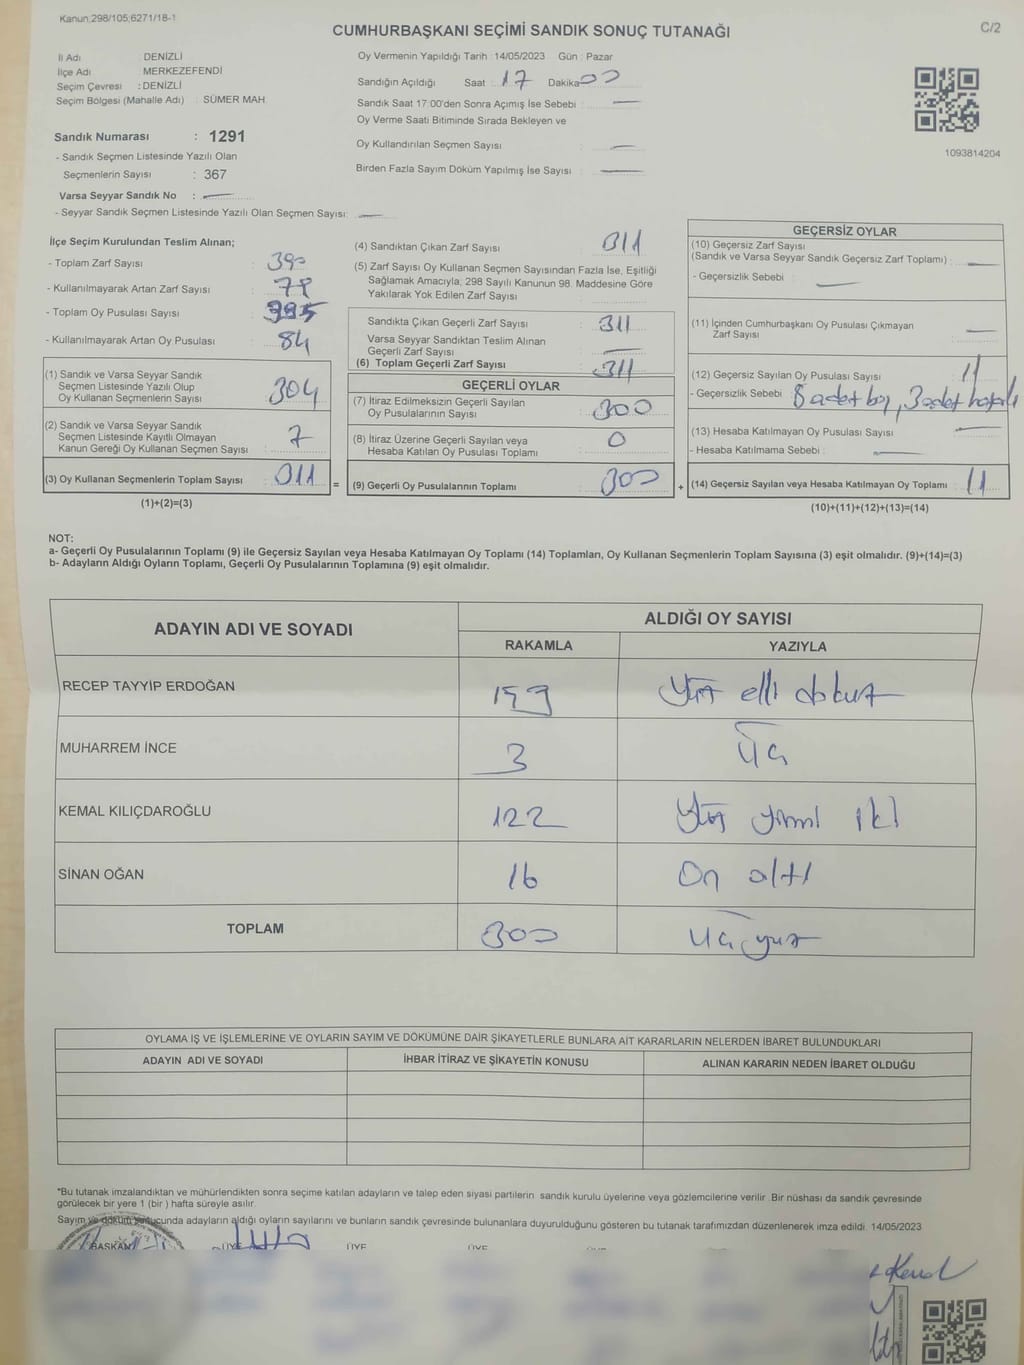 Kanun;298/105;6271/18-1
CUMHURBAŞKANI SEÇİMİ SANDIK SONUÇ TUTANAĞI
C/2
İl Adı DENİZLİ
İlçe Adı MERKEZEFENDİ
Seçim Çevresi : DENİZLİ
Seçim Bölgesi (Mahalle Adı) : SÜMER MAH.
Oy Vermenin Yapıldığı Tarih : 14/05/2023 Gün : Pazar
Sandığın Açıldığı Saat : 17 Dakika : 00
Sandık Saat 17:00'den Sonra Açımış İse Sebebi : —
Oy Verme Saati Bitiminde Sırada Bekleyen ve
Oy Kullandırılan Seçmen Sayısı : —
Birden Fazla Sayım Döküm Yapılmış İse Sayısı : —
1093814204
Sandık Numarası : 1291
- Sandık Seçmen Listesinde Yazılı Olan
Seçmenlerin Sayısı : 367
Varsa Seyyar Sandık No : —
- Seyyar Sandık Seçmen Listesinde Yazılı Olan Seçmen Sayısı: —
İlçe Seçim Kurulundan Teslim Alınan;
- Toplam Zarf Sayısı : 390
- Kullanılmayarak Artan Zarf Sayısı : 79
- Toplam Oy Pusulası Sayısı : 395
- Kullanılmayarak Artan Oy Pusulası : 84
(1) Sandık ve Varsa Seyyar Sandık
Seçmen Listesinde Yazılı Olup
Oy Kullanan Seçmenlerin Sayısı : 304
(2) Sandık ve Varsa Seyyar Sandık
Seçmen Listesinde Kayıtlı Olmayan
Kanun Gereği Oy Kullanan Seçmen Sayısı : 7
(3) Oy Kullanan Seçmenlerin Toplam Sayısı : 311
(1)+(2)=(3)
(4) Sandıktan Çıkan Zarf Sayısı : 311
(5) Zarf Sayısı Oy Kullanan Seçmen Sayısından Fazla İse, Eşitliği
Sağlamak Amacıyla; 298 Sayılı Kanunun 98. Maddesine Göre
Yakılarak Yok Edilen Zarf Sayısı :
Sandıkta Çıkan Geçerli Zarf Sayısı : 311
Varsa Seyyar Sandıktan Teslim Alınan
Geçerli Zarf Sayısı : —
(6) Toplam Geçerli Zarf Sayısı : 311
GEÇERLİ OYLAR
(7) İtiraz Edilmeksizin Geçerli Sayılan
Oy Pusulalarının Sayısı : 300
(8) İtiraz Üzerine Geçerli Sayılan veya
Hesaba Katılan Oy Pusulası Toplamı : 0
= (9) Geçerli Oy Pusulalarının Toplamı : 300
GEÇERSİZ OYLAR
(10) Geçersiz Zarf Sayısı
(Sandık ve Varsa Seyyar Sandık Geçersiz Zarf Toplamı) : —
- Geçersizlik Sebebi : —
(11) İçinden Cumhurbaşkanı Oy Pusulası Çıkmayan
Zarf Sayısı : —
(12) Geçersiz Sayılan Oy Pusulası Sayısı : 11
- Geçersizlik Sebebi : 8 adet boş, 3 adet hatalı
(13) Hesaba Katılmayan Oy Pusulası Sayısı : —
- Hesaba Katılmama Sebebi : —
+ (14) Geçersiz Sayılan veya Hesaba Katılmayan Oy Toplamı : 11
(10)+(11)+(12)+(13)=(14)
NOT:
a- Geçerli Oy Pusulalarının Toplamı (9) ile Geçersiz Sayılan veya Hesaba Katılmayan Oy Toplamı (14) Toplamları, Oy Kullanan Seçmenlerin Toplam Sayısına (3) eşit olmalıdır. (9)+(14)=(3)
b- Adayların Aldığı Oyların Toplamı, Geçerli Oy Pusulalarının Toplamına (9) eşit olmalıdır.
ADAYIN ADI VE SOYADI
ALDIĞI OY SAYISI
RAKAMLA YAZIYLA
RECEP TAYYİP ERDOĞAN 159 Yüz elli dokuz
MUHARREM İNCE 3 Üç
KEMAL KILIÇDAROĞLU 122 Yüz yirmi iki
SİNAN OĞAN 16 On altı
TOPLAM 300 Üç yüz
OYLAMA İŞ VE İŞLEMLERİNE VE OYLARIN SAYIM VE DÖKÜMÜNE DAİR ŞİKAYETLERLE BUNLARA AİT KARARLARIN NELERDEN İBARET BULUNDUKLARI
ADAYIN ADI VE SOYADI İHBAR İTİRAZ VE ŞİKAYETİN KONUSU ALINAN KARARIN NEDEN İBARET OLDUĞU
*Bu tutanak imzalandıktan ve mühürlendikten sonra seçime katılan adayların ve talep eden siyasi partilerin sandık kurulu üyelerine veya gözlemcilerine verilir. Bir nüshası da sandık çevresinde
görülecek bir yere 1 (bir) hafta süreyle asılır.
Sayım ve döküm sonucunda adayların aldığı oyların sayılarını ve bunların sandık çevresinde bulunanlara duyurulduğunu gösteren bu tutanak tarafımızdan düzenlenerek imza edildi. 14/05/2023
BAŞKAN ÜYE ÜYE ÜYE